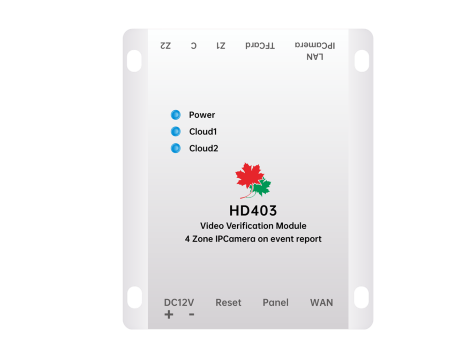 Z2 C Z1 TFCard IPCamera
LAN
Power
Cloud1
Cloud2
HD403
Video Verification Module
4 Zone IPCamera on event report
DC12V Reset Panel WAN
+ -